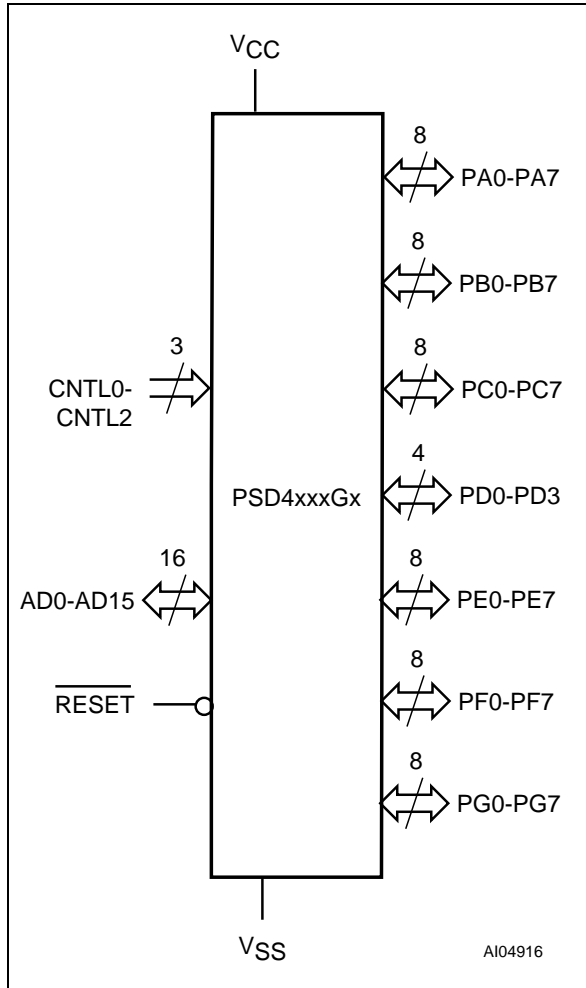 VCC
8
PA0-PA7
8
PB0-PB7
3
8
CNTL0-
CNTL2
PC0-PC7
4
PSD4xxxGx
PD0-PD3
16
8
AD0-AD15
PE0-PE7
8
RESET
PF0-PF7
8
PG0-PG7
VSS
AI04916